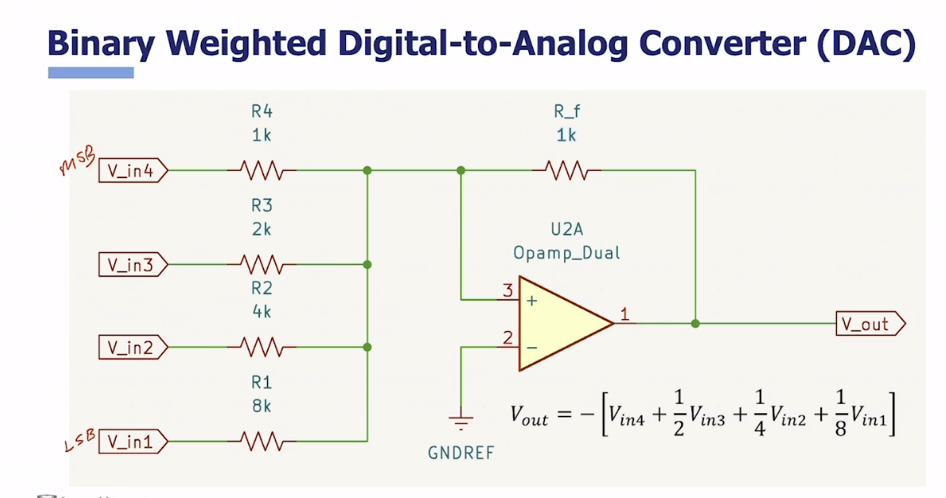 Binary Weighted Digital-to-Analog Converter (DAC)
R4
1k
R_f
1k
MSB V_in4
R3
2k
V_in3
U2A
Opamp_Dual
R2
4k
3
+
1
V_out
V_in2
2
−
R1
8k
LSB V_in1
GNDREF
V_{out} = −[V_{in4} + \frac{1}{2}V_{in3} + \frac{1}{4}V_{in2} + \frac{1}{8}V_{in1}]